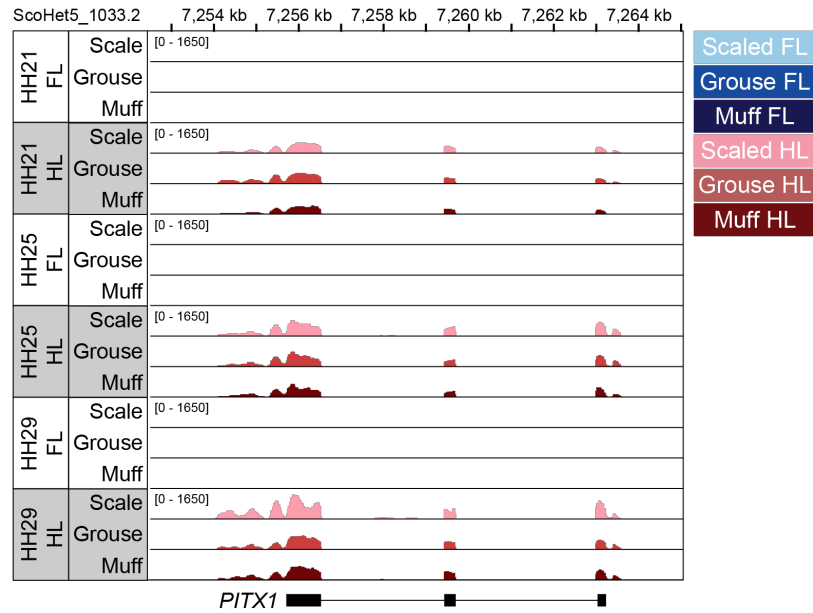 ScoHet5_1033.2 7,254 kb 7,256 kb 7,258 kb 7,260 kb 7,262 kb 7,264 kb
HH21 FL
Scale [0 - 1650]
Grouse
Muff
HH21 HL
Scale [0 - 1650]
Grouse
Muff
HH25 FL
Scale [0 - 1650]
Grouse
Muff
HH25 HL
Scale [0 - 1650]
Grouse
Muff
HH29 FL
Scale [0 - 1650]
Grouse
Muff
HH29 HL
Scale [0 - 1650]
Grouse
Muff
PITX1
Scaled FL
Grouse FL
Muff FL
Scaled HL
Grouse HL
Muff HL